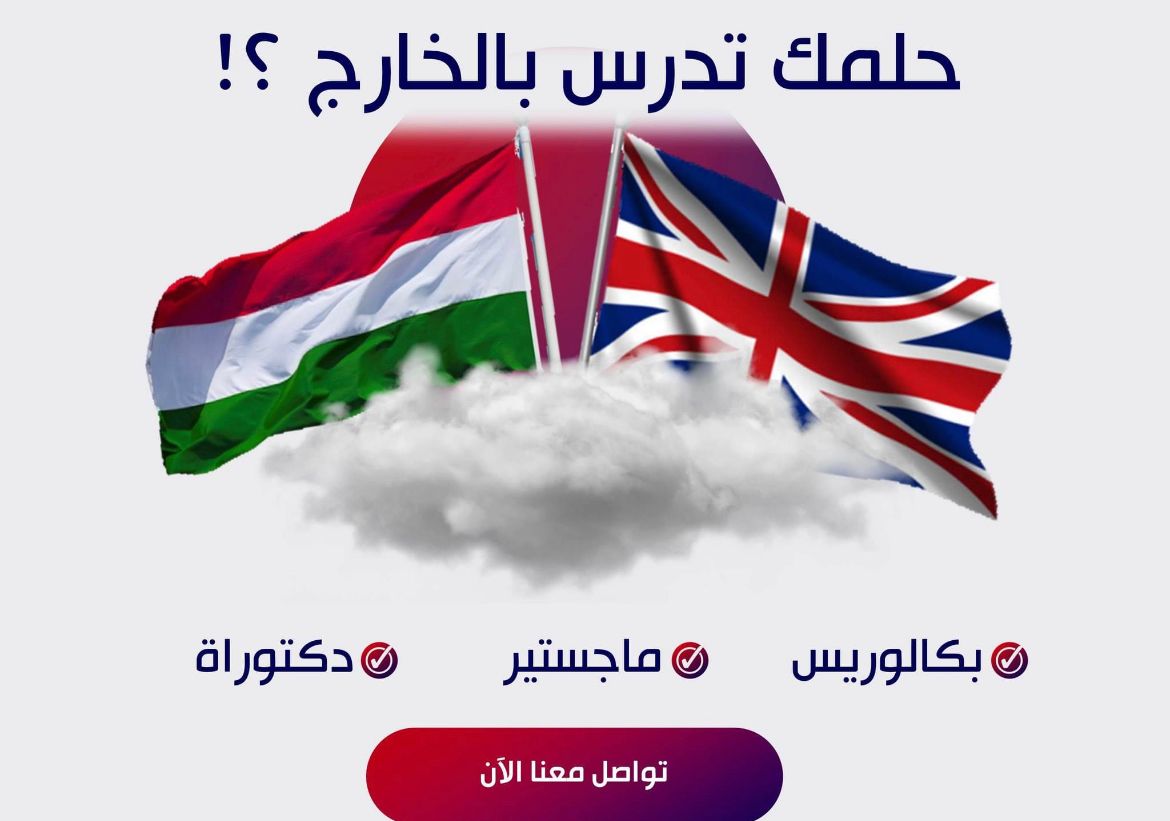 حلمك تدرس بالخارج ؟!
بكالوريس ماجستير دكتوراة
تواصل معنا الآن